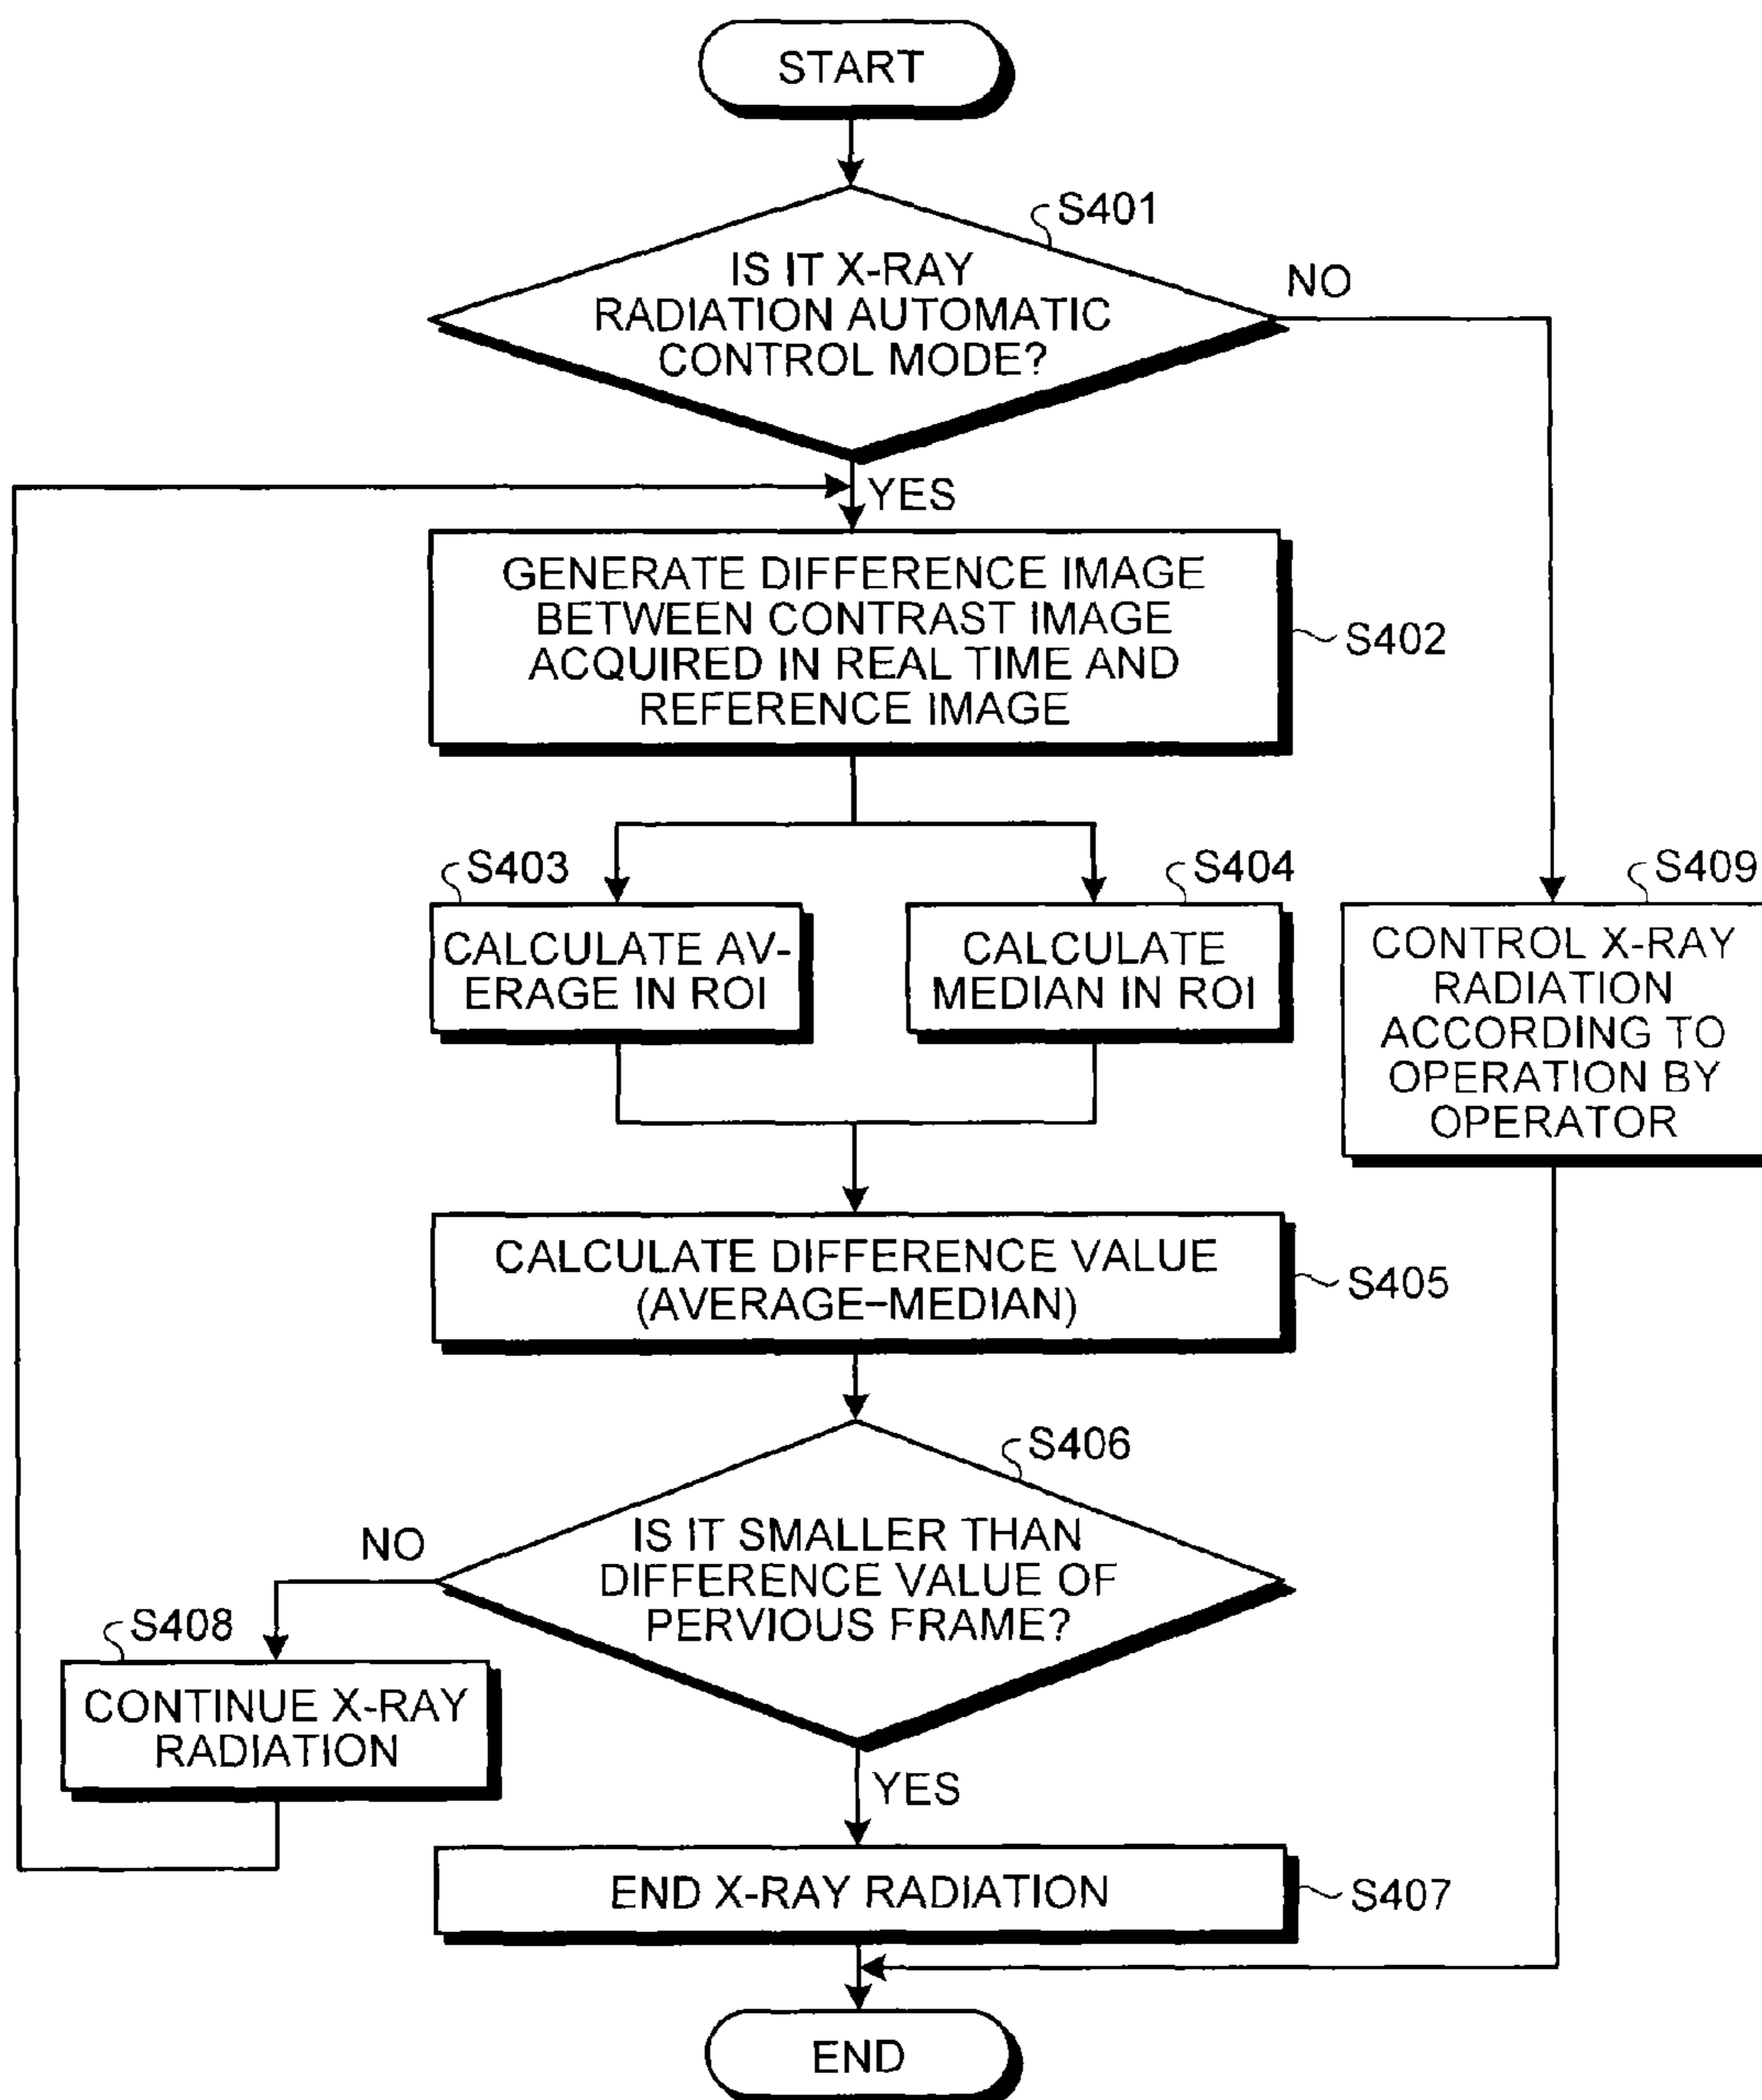 START
S401
IS IT X-RAY
RADIATION AUTOMATIC
CONTROL MODE?
NO
YES
GENERATE DIFFERENCE IMAGE
BETWEEN CONTRAST IMAGE
ACQUIRED IN REAL TIME AND
REFERENCE IMAGE
S402
S403
CALCULATE AV-
ERAGE IN ROI
S404
CALCULATE
MEDIAN IN ROI
S409
CONTROL X-RAY
RADIATION
ACCORDING TO
OPERATION BY
OPERATOR
CALCULATE DIFFERENCE VALUE
(AVERAGE–MEDIAN)
S405
S406
IS IT SMALLER THAN
DIFFERENCE VALUE OF
PERVIOUS FRAME?
NO
S408
CONTINUE X-RAY
RADIATION
YES
END X-RAY RADIATION
S407
END